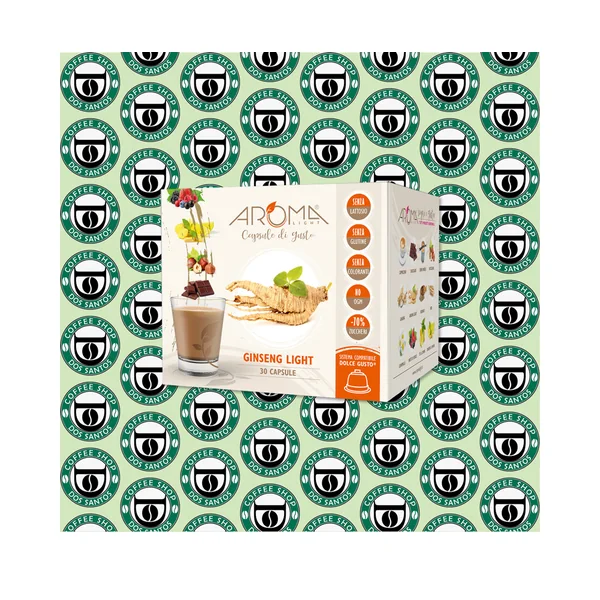 COFFEE SHOP
DOS SANTOS
AROMA
LIGHT
Capsule di Gusto
SENZA
LATTOSIO
SENZA
GLUTINE
SENZA
COLORANTI
NO
OGM
-70%
ZUCCHERI
GINSENG LIGHT
30 CAPSULE
SISTEMA COMPATIBILE
DOLCE GUSTO*